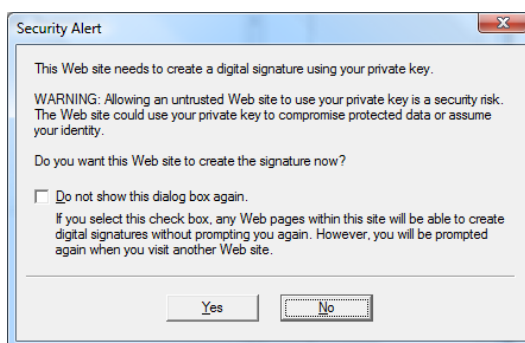 Security Alert
This Web site needs to create a digital signature using your private key.
WARNING: Allowing an untrusted Web site to use your private key is a security risk.
The Web site could use your private key to compromise protected data or assume
your identity.
Do you want this Web site to create the signature now?
Do not show this dialog box again.
If you select this check box, any Web pages within this site will be able to create
digital signatures without prompting you again. However, you will be prompted
again when you visit another Web site.
Yes
No